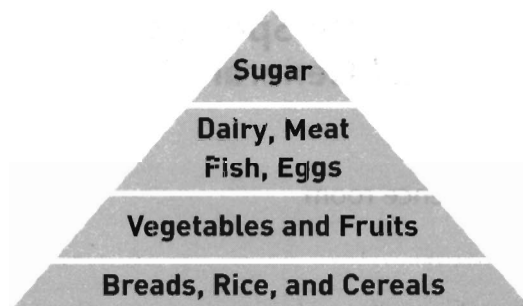 Sugar
Dairy, Meat
Fish, Eggs
Vegetables and Fruits
Breads, Rice, and Cereals